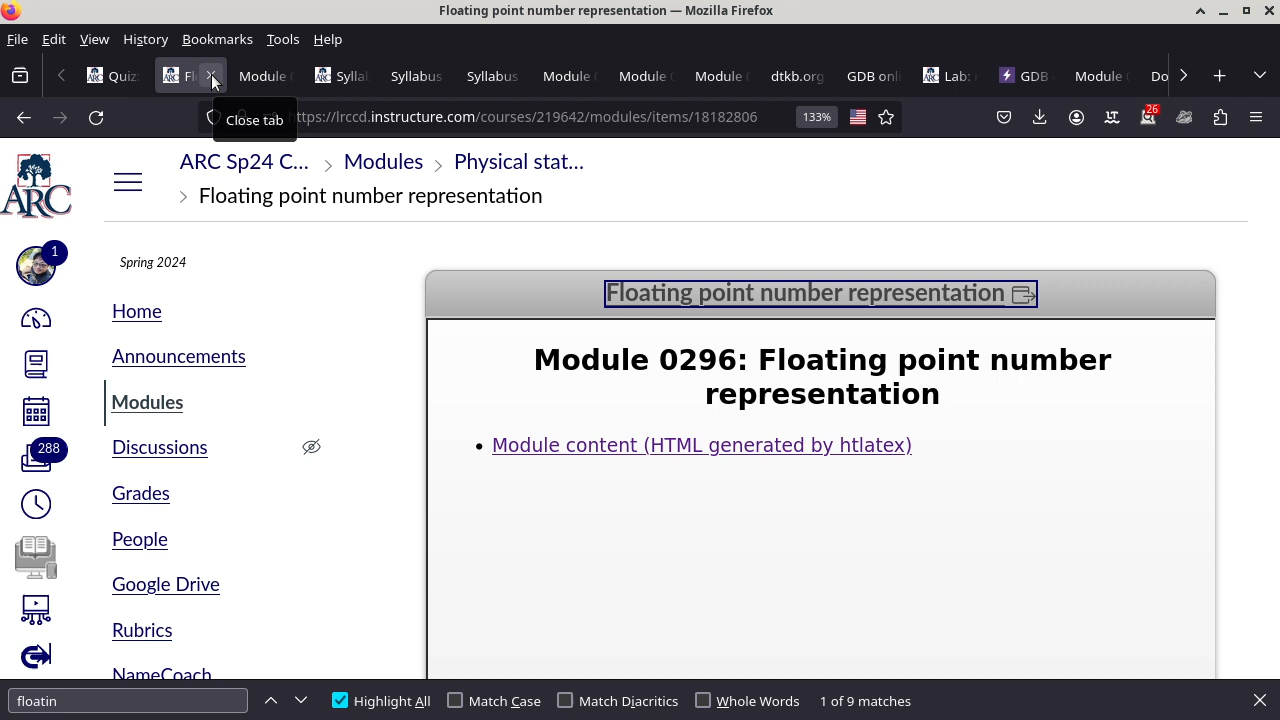 Floating point number representation — Mozilla Firefox
File Edit View History Bookmarks Tools Help
Quiz: Fl Module Syllab Syllabus Syllabus Module Module Module dtkb.org GDB onli Lab: GDB Module Do
Close tab
https://lrccd.instructure.com/courses/219642/modules/items/18182806
133%
26
ARC
ARC Sp24 C...
Modules
Physical stat...
Floating point number representation
1
288
Spring 2024
Home
Announcements
Modules
Discussions
Grades
People
Google Drive
Rubrics
NameCoach
Floating point number representation
Module 0296: Floating point number
representation
• Module content (HTML generated by htlatex)
floatin
Highlight All Match Case Match Diacritics Whole Words 1 of 9 matches